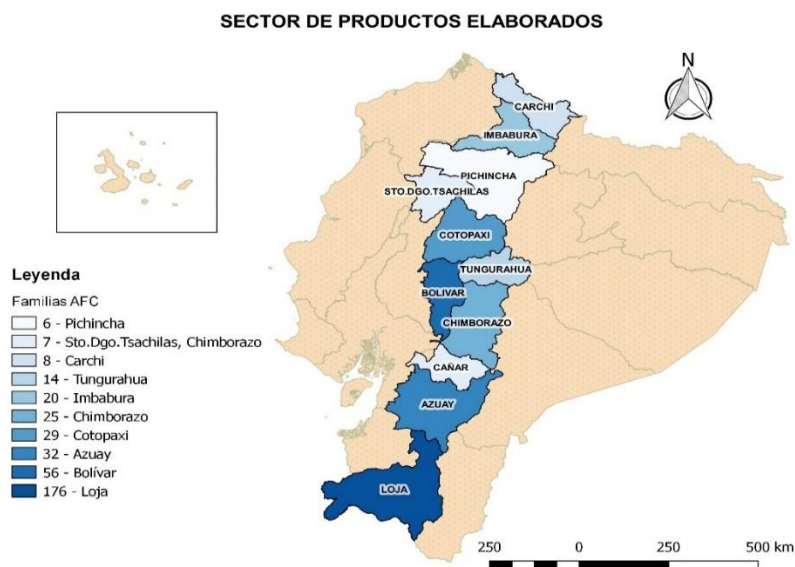 SECTOR DE PRODUCTOS ELABORADOS
N
CARCHI
IMBABURA
PICHINCHA
STO.DGO.TSACHILAS
COTOPAXI
TUNGURAHUA
BOLIVAR
CHIMBORAZO
CAÑAR
AZUAY
LOJA
Leyenda
Familias AFC
6 - Pichincha
7 - Sto.Dgo.Tsachilas, Chimborazo
8 - Carchi
14 - Tungurahua
20 - Imbabura
25 - Chimborazo
29 - Cotopaxi
32 - Azuay
56 - Bolívar
176 - Loja
250 0 250 500 km